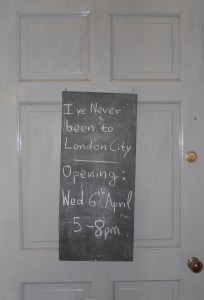 I've Never
been to
London City
Opening:
Wed 6th April
5-8pm